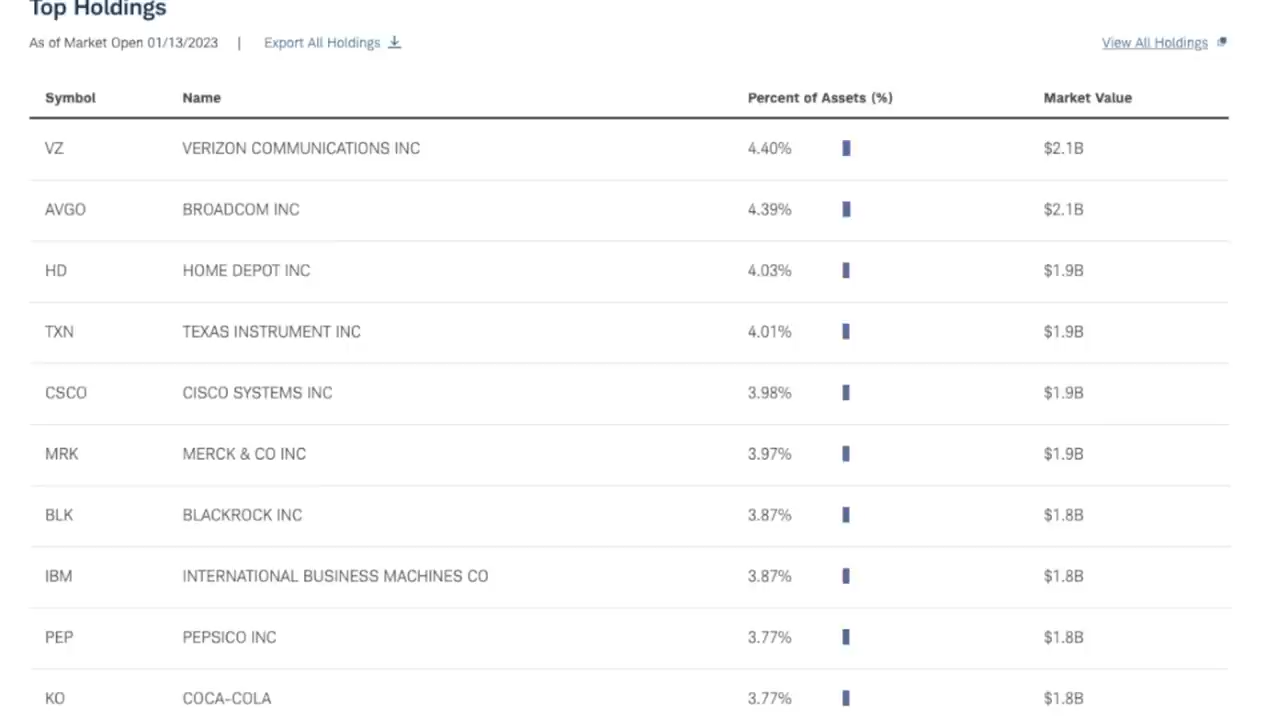 Top Holdings
As of Market Open 01/13/2023 | Export All Holdings View All Holdings
Symbol Name Percent of Assets (%) Market Value
VZ VERIZON COMMUNICATIONS INC 4.40% $2.1B
AVGO BROADCOM INC 4.39% $2.1B
HD HOME DEPOT INC 4.03% $1.9B
TXN TEXAS INSTRUMENT INC 4.01% $1.9B
CSCO CISCO SYSTEMS INC 3.98% $1.9B
MRK MERCK & CO INC 3.97% $1.9B
BLK BLACKROCK INC 3.87% $1.8B
IBM INTERNATIONAL BUSINESS MACHINES CO 3.87% $1.8B
PEP PEPSICO INC 3.77% $1.8B
KO COCA-COLA 3.77% $1.8B